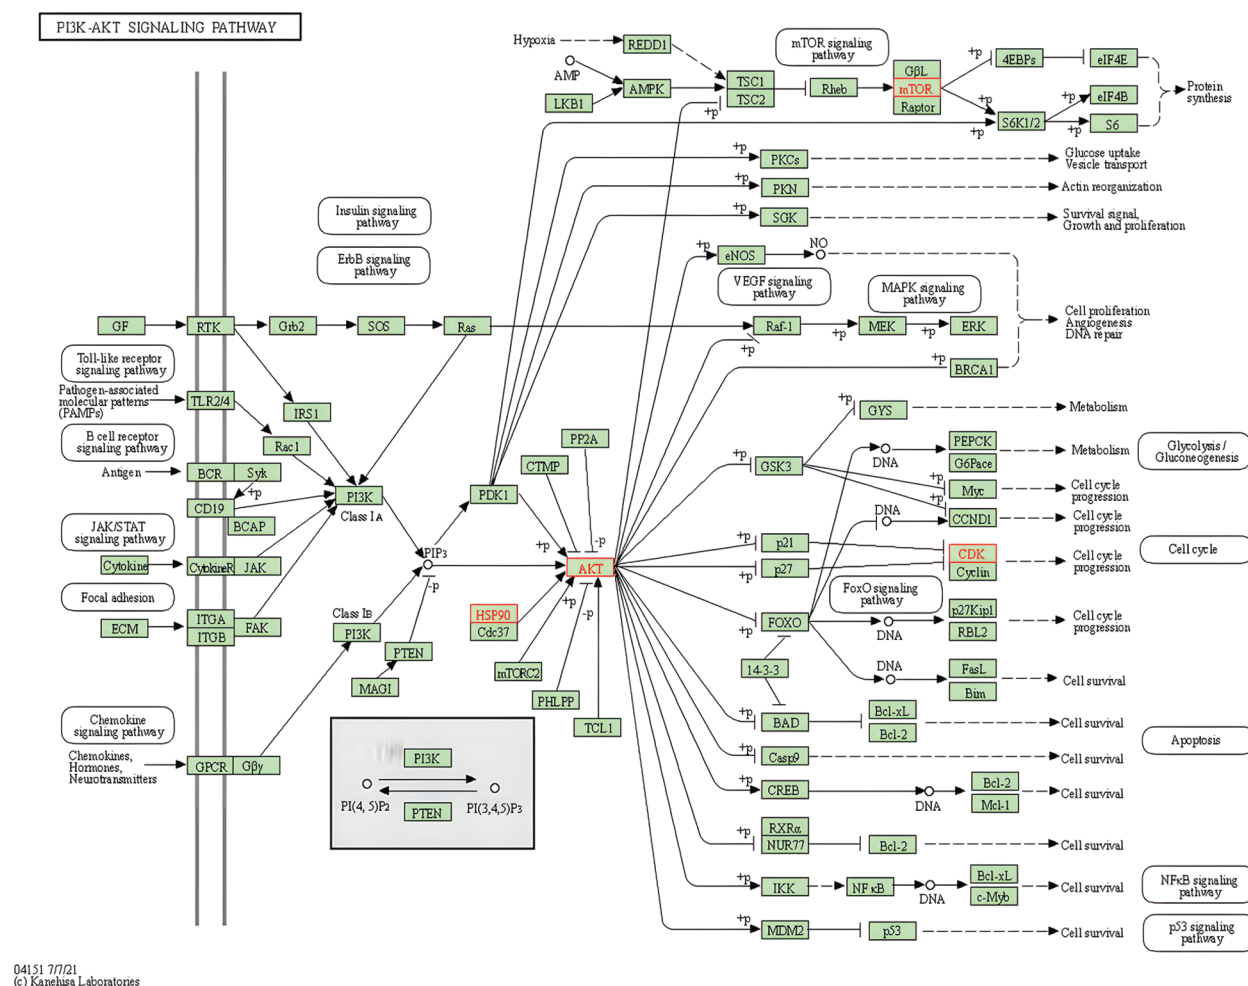 PI3K-AKT SIGNALING PATHWAY
Hypoxia
REDD1
mTOR signaling
pathway
AMP
AMPK
LKB1
TSC1
TSC2
+p
Rheb
GβL
mTOR
Raptor
+p
4EBPs
eIF4E
+p
S6K1/2
+p
+p
eIF4B
+p
S6
Protein
synthesis
+p
PKCs
Glucose uptake
Vesicle transport
+p
PKN
Actin reorganization
+p
SGK
Survival signal,
Growth and proliferation
Insulin signaling
pathway
ErbB signaling
pathway
+p
eNOS
NO
VEGF signaling
pathway
MAPK signaling
pathway
GF
RTK
Grb2
SOS
Ras
Raf-1
+p
+p
MEK
+p
ERK
Cell proliferation
Angiogenesis
DNA repair
+p
BRCA1
Toll-like receptor
signaling pathway
Pathogen-associated
molecular patterns
(PAMPs)
TLR2/4
IRS1
Rac1
B cell receptor
signaling pathway
Antigen
BCR
Syk
+p
CD19
BCAP
PI3K
Class IA
JAK/STAT
signaling pathway
Cytokine
CytokineR
JAK
Focal adhesion
ECM
ITGA
ITGB
FAK
Chemokine
signaling pathway
Chemokines,
Hormones,
Neurotransmitters
GPCR
Gβγ
PIP3
-p
Class IB
PI3K
PTEN
MAGI
PDK1
CTMP
PP2A
+p
-p
AKT
HSP90
Cdc37
+p
-p
mTORC2
PHLPP
TCL1
PI3K
PI(4, 5)P2
PI(3,4,5)P3
PTEN
+p
GYS
Metabolism
+p
GSK3
DNA
PEPCK
G6Pace
Metabolism
Glycolysis /
Gluconeogenesis
+p
Myc
Cell cycle
progression
DNA
+p
CCND1
Cell cycle
progression
+p
p21
+p
p27
CDK
Cyclin
Cell cycle
progression
Cell cycle
FoxO signaling
pathway
+p
FOXO
DNA
p27Kip1
RBL2
Cell cycle
progression
14-3-3
DNA
FasL
Bim
Cell survival
+p
BAD
Bcl-xL
Bcl-2
Cell survival
Apoptosis
+p
Casp9
Cell survival
+p
CREB
DNA
Bcl-2
Mcl-1
Cell survival
+p
RXRα
NUR77
Bcl-2
Cell survival
+p
IKK
NFκB
DNA
Bcl-xL
c-Myb
Cell survival
NFκB signaling
pathway
+p
MDM2
p53
Cell survival
p53 signaling
pathway
04151 7/7/21
(c) Kanehisa Laboratories